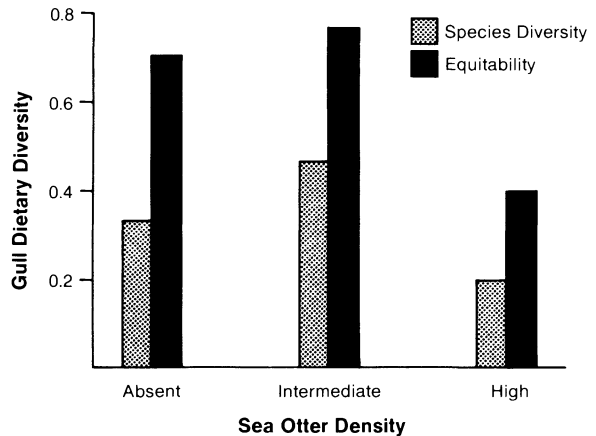 Species Diversity
Equitability
Gull Dietary Diversity
0.8
0.6
0.4
0.2
Absent Intermediate High
Sea Otter Density